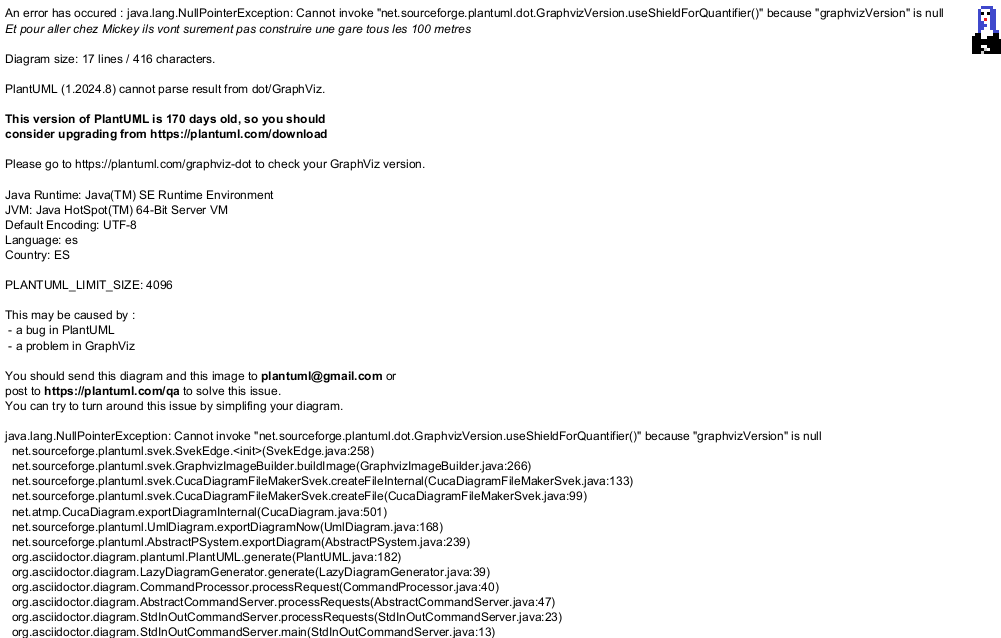 An error has occured : java.lang.NullPointerException: Cannot invoke "net.sourceforge.plantuml.dot.GraphvizVersion.useShieldForQuantifier()" because "graphvizVersion" is null
Et pour aller chez Mickey ils vont surement pas construire une gare tous les 100 metres
Diagram size: 17 lines / 416 characters.
PlantUML (1.2024.8) cannot parse result from dot/GraphViz.
This version of PlantUML is 170 days old, so you should
consider upgrading from https://plantuml.com/download
Please go to https://plantuml.com/graphviz-dot to check your GraphViz version.
Java Runtime: Java(TM) SE Runtime Environment
JVM: Java HotSpot(TM) 64-Bit Server VM
Default Encoding: UTF-8
Language: es
Country: ES
PLANTUML_LIMIT_SIZE: 4096
This may be caused by :
- a bug in PlantUML
- a problem in GraphViz
You should send this diagram and this image to plantuml@gmail.com or
post to https://plantuml.com/qa to solve this issue.
You can try to turn around this issue by simplifing your diagram.
java.lang.NullPointerException: Cannot invoke "net.sourceforge.plantuml.dot.GraphvizVersion.useShieldForQuantifier()" because "graphvizVersion" is null
net.sourceforge.plantuml.svek.SvekEdge.<init>(SvekEdge.java:258)
net.sourceforge.plantuml.svek.GraphvizImageBuilder.buildImage(GraphvizImageBuilder.java:266)
net.sourceforge.plantuml.svek.CucaDiagramFileMakerSvek.createFileInternal(CucaDiagramFileMakerSvek.java:133)
net.sourceforge.plantuml.svek.CucaDiagramFileMakerSvek.createFile(CucaDiagramFileMakerSvek.java:99)
net.atmp.CucaDiagram.exportDiagramInternal(CucaDiagram.java:501)
net.sourceforge.plantuml.UmlDiagram.exportDiagramNow(UmlDiagram.java:168)
net.sourceforge.plantuml.AbstractPSystem.exportDiagram(AbstractPSystem.java:239)
org.asciidoctor.diagram.plantuml.PlantUML.generate(PlantUML.java:182)
org.asciidoctor.diagram.LazyDiagramGenerator.generate(LazyDiagramGenerator.java:39)
org.asciidoctor.diagram.CommandProcessor.processRequest(CommandProcessor.java:40)
org.asciidoctor.diagram.AbstractCommandServer.processRequests(AbstractCommandServer.java:47)
org.asciidoctor.diagram.StdInOutCommandServer.processRequests(StdInOutCommandServer.java:23)
org.asciidoctor.diagram.StdInOutCommandServer.main(StdInOutCommandServer.java:13)